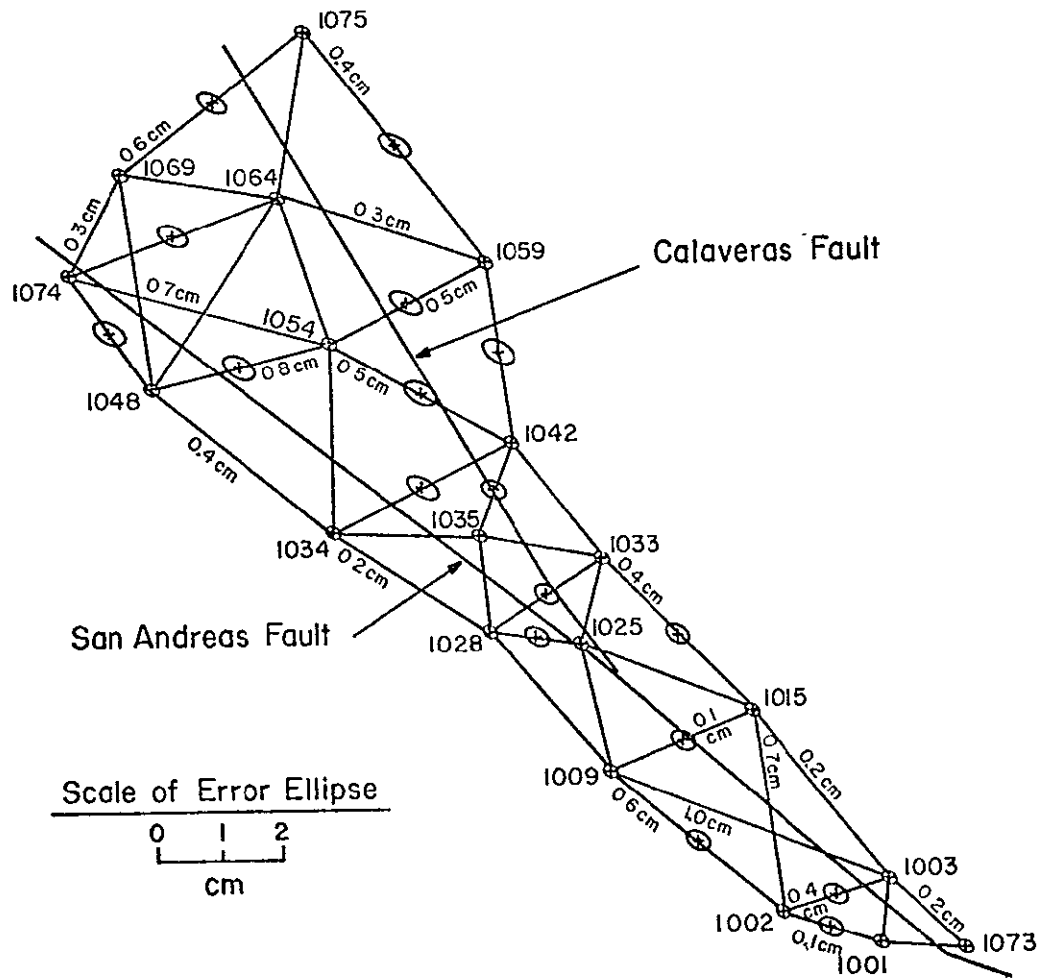 1075
0.4cm
0.6cm
1069
1064
0.3cm
0.3cm
1059
Calaveras Fault
1074
0.7cm
1054
0.5cm
0.8cm
0.5cm
1048
1042
0.4cm
1035
1034
1033
0.2cm
0.4cm
San Andreas Fault
1028
1025
1015
0.1
cm
0.7cm
0.2cm
1009
Scale of Error Ellipse
0 1 2
cm
0.6cm
1.0cm
1003
0.4
cm
0.2cm
1002
0.1cm
1001
1073